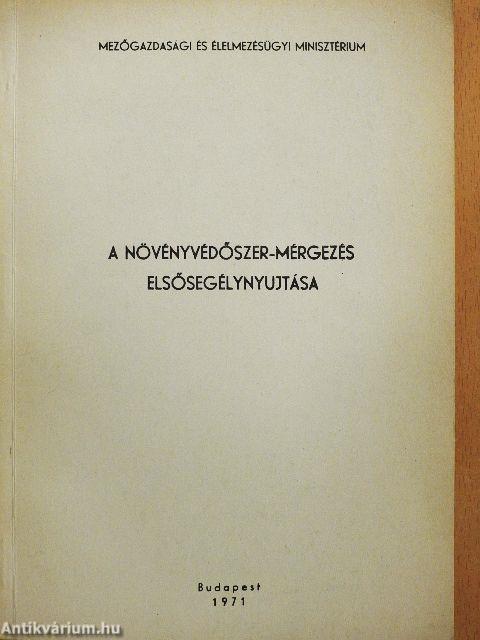 MEZŐGAZDASÁGI ÉS ÉLELMEZÉSÜGYI MINISZTÉRIUM
A NÖVÉNYVÉDŐSZER-MÉRGEZÉS
ELSŐSEGÉLYNYUJTÁSA
Budapest
1971
Antikvárium.hu